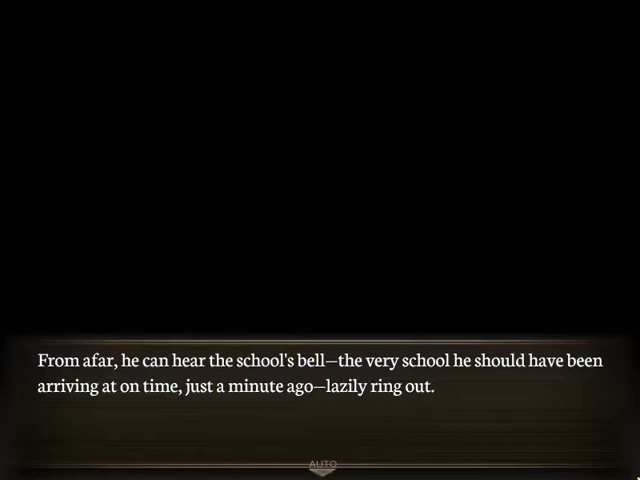 From afar, he can hear the school's bell—the very school he should have been
arriving at on time, just a minute ago—lazily ring out.
AUTO